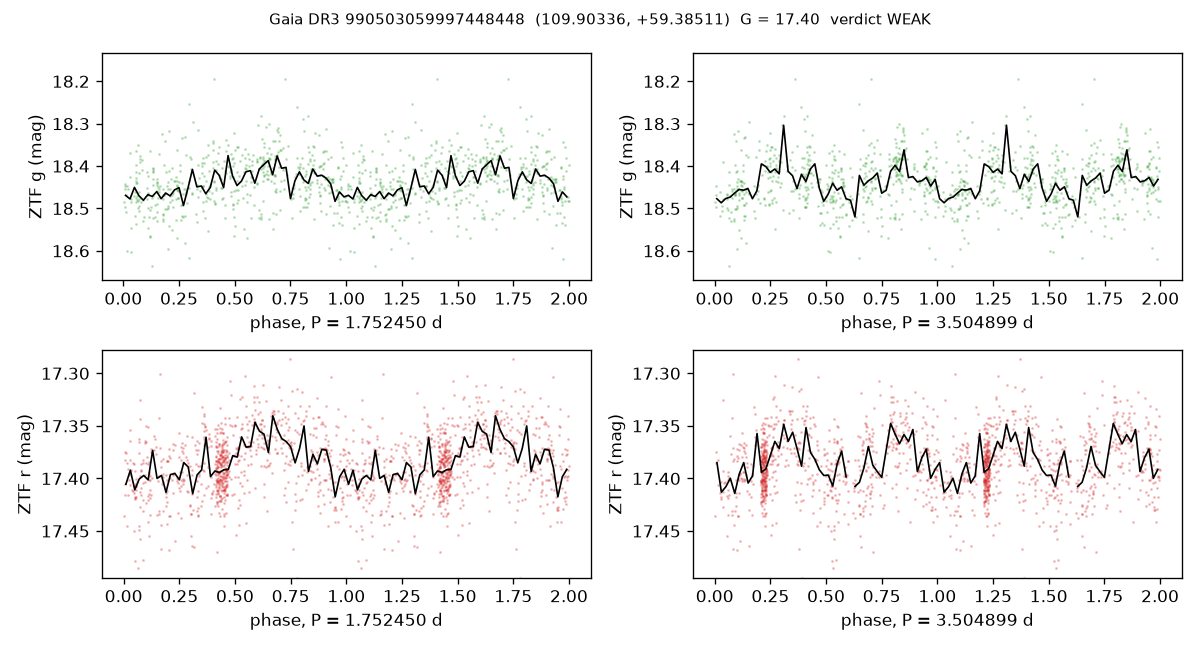 Gaia DR3 990503059997448448  (109.90336, +59.38511)  G = 17.40  verdict WEAK
ZTF g (mag)
18.2
18.3
18.4
18.5
18.6
0.00 0.25 0.50 0.75 1.00 1.25 1.50 1.75 2.00
phase, P = 1.752450 d
ZTF g (mag)
18.2
18.3
18.4
18.5
18.6
0.00 0.25 0.50 0.75 1.00 1.25 1.50 1.75 2.00
phase, P = 3.504899 d
ZTF r (mag)
17.30
17.35
17.40
17.45
0.00 0.25 0.50 0.75 1.00 1.25 1.50 1.75 2.00
phase, P = 1.752450 d
ZTF r (mag)
17.30
17.35
17.40
17.45
0.00 0.25 0.50 0.75 1.00 1.25 1.50 1.75 2.00
phase, P = 3.504899 d